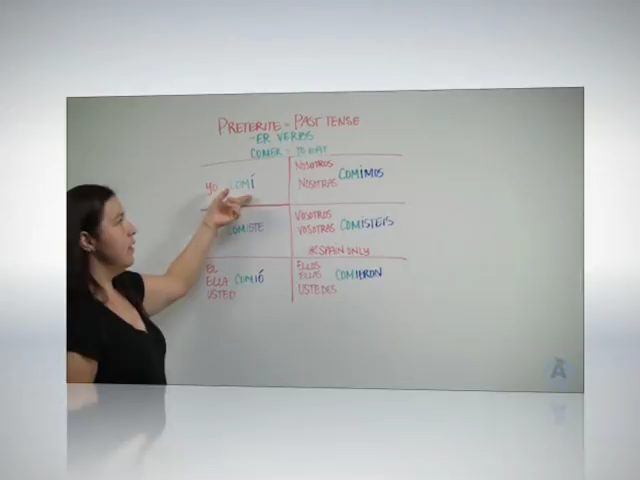 PRETERITE = PAST TENSE
-ER VERBS
COMER - TO EAT
YO COMÍ
NOSOTROS
NOSOTRAS COMIMOS
COMISTE
VOSOTROS
VOSOTRAS COMISTEIS
*SPAIN ONLY
EL
ELLA COMIÓ
USTED
ELLOS
ELLAS COMIERON
USTEDES
Ã